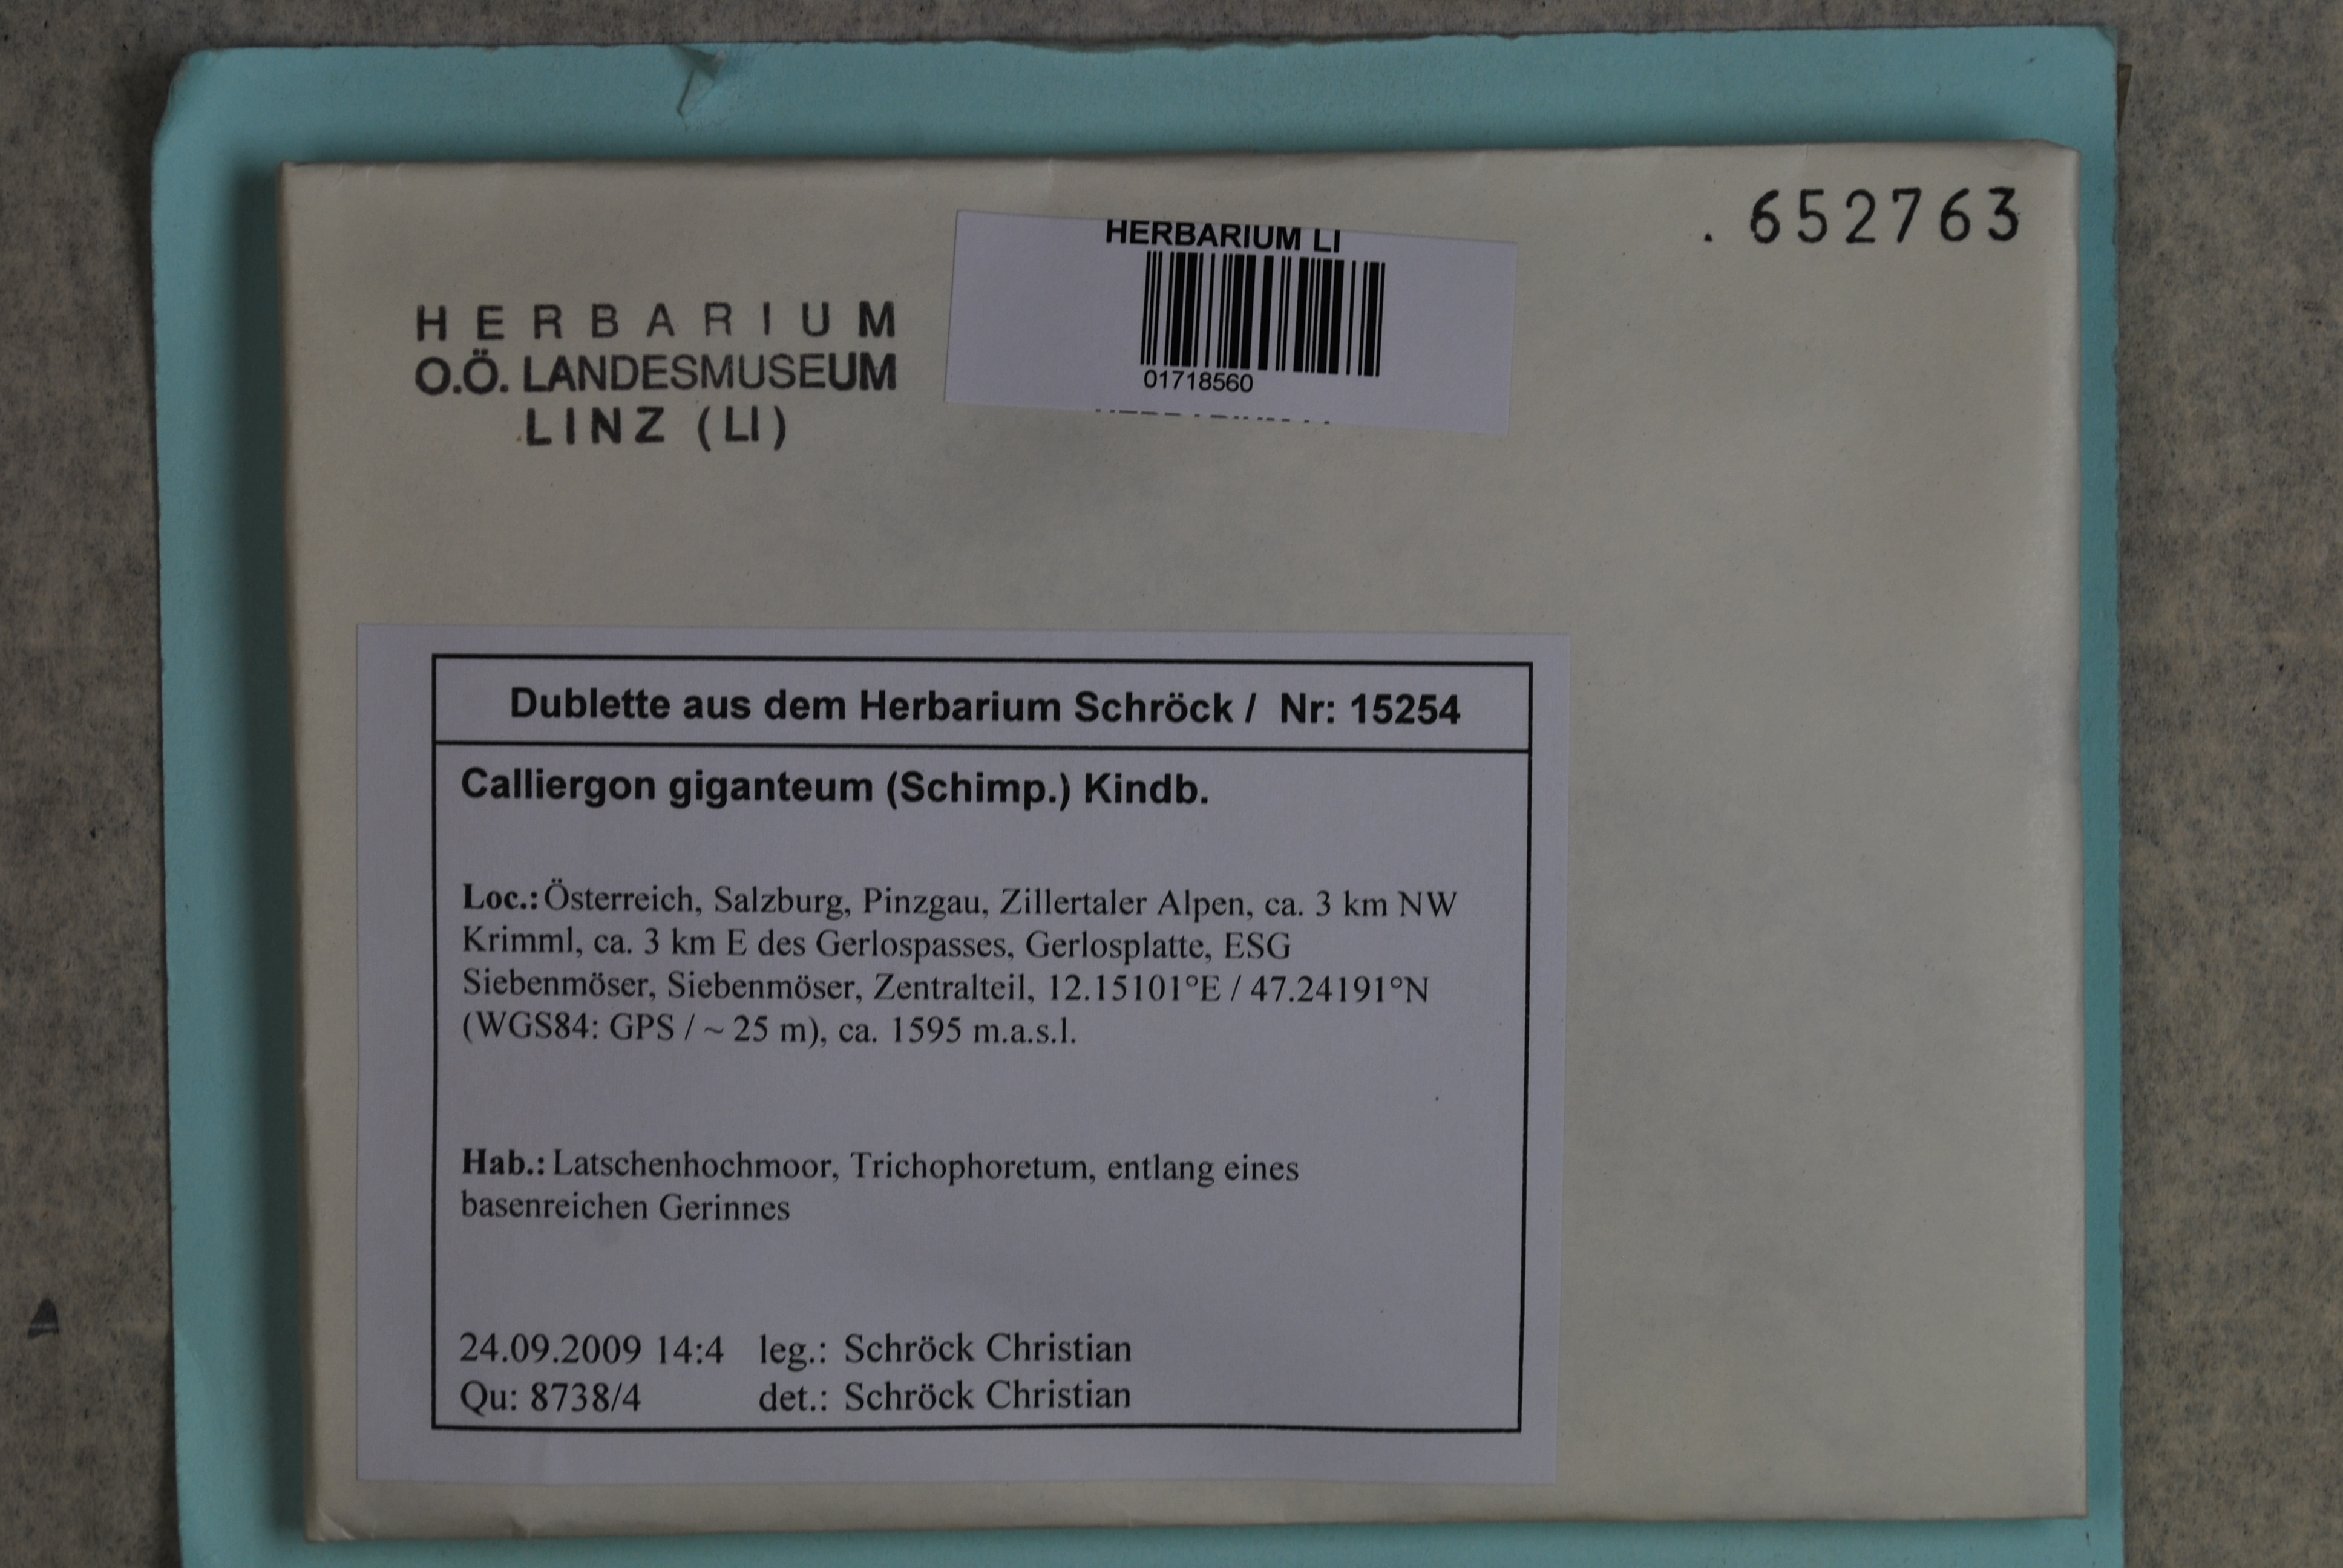 .652763
HERBARIUM LI
01718560
HERBARIUM
O.Ö. LANDESMUSEUM
LINZ (LI)
Dublette aus dem Herbarium Schröck / Nr: 15254
Calliergon giganteum (Schimp.) Kindb.
Loc.: Österreich, Salzburg, Pinzgau, Zillertaler Alpen, ca. 3 km NW
Krimml, ca. 3 km E des Gerlospasses, Gerlosplatte, ESG
Siebenmöser, Siebenmöser, Zentralteil, 12.15101°E / 47.24191°N
(WGS84: GPS / ~ 25 m), ca. 1595 m.a.s.l.
Hab.: Latschenhochmoor, Trichophoretum, entlang eines
basenreichen Gerinnes
24.09.2009 14:4 leg.: Schröck Christian
Qu: 8738/4 det.: Schröck Christian